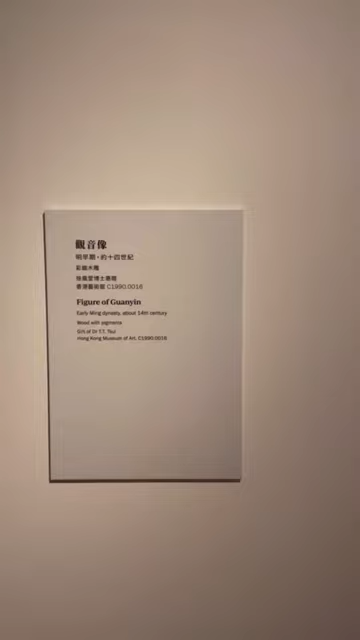 觀音像
明早期，約十四世紀
彩繪木雕
徐展堂博士惠贈
香港藝術館 C1990.0018
Figure of Guanyin
Early Ming dynasty, about 14th century
Wood with pigments
Gift of Dr T.T. Tsui
Hong Kong Museum of Art, C1990.0018